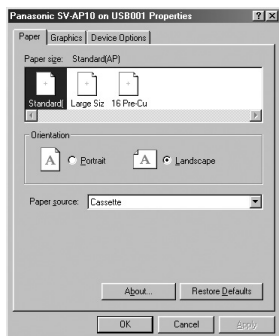 Panasonic SV-AP10 on USB001 Properties
Paper Graphics Device Options
Paper size: Standard(AP)
Standard( Large Siz 16 Pre-Cu
Orientation
A Portrait A Landscape
Paper source: Cassette
About... Restore Defaults
OK Cancel Apply